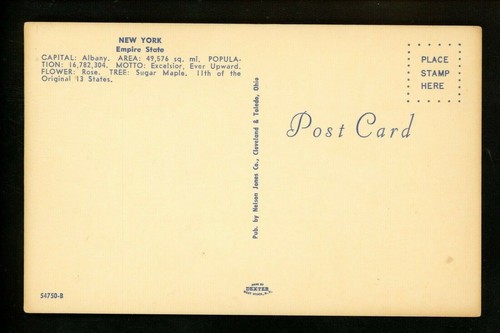 NEW YORK
Empire State
CAPITAL: Albany. AREA: 49,576 sq. mi. POPULA-
TION: 16,782,304. MOTTO: Excelsior, Ever Upward.
FLOWER: Rose. TREE: Sugar Maple. 11th of the
Original 13 States.
PLACE
STAMP
HERE
Post Card
Pub. by Nelson Jones Co., Cleveland & Toledo, Ohio
54750-B
DEXTER